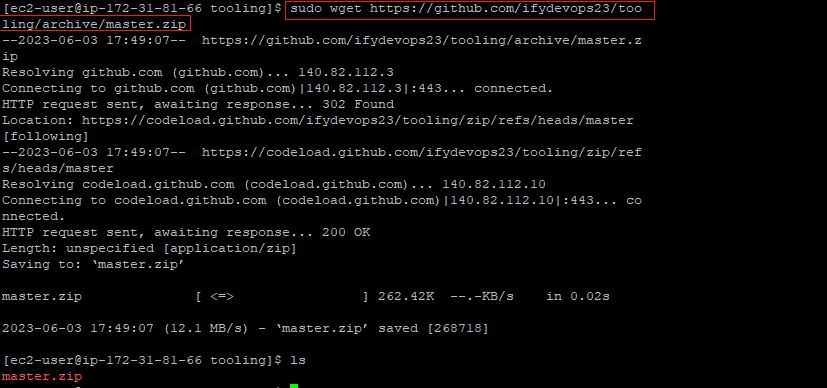 [ec2-user@ip-172-31-81-66 tooling]$ sudo wget https://github.com/ifydevops23/too
ling/archive/master.zip
--2023-06-03 17:49:07--  https://github.com/ifydevops23/tooling/archive/master.z
ip
Resolving github.com (github.com)... 140.82.112.3
Connecting to github.com (github.com)|140.82.112.3|:443... connected.
HTTP request sent, awaiting response... 302 Found
Location: https://codeload.github.com/ifydevops23/tooling/zip/refs/heads/master
[following]
--2023-06-03 17:49:07--  https://codeload.github.com/ifydevops23/tooling/zip/ref
s/heads/master
Resolving codeload.github.com (codeload.github.com)... 140.82.112.10
Connecting to codeload.github.com (codeload.github.com)|140.82.112.10|:443... co
nnected.
HTTP request sent, awaiting response... 200 OK
Length: unspecified [application/zip]
Saving to: ‘master.zip’
master.zip              [ <=>                ] 262.42K  --.-KB/s    in 0.02s
2023-06-03 17:49:07 (12.1 MB/s) - ‘master.zip’ saved [268718]
[ec2-user@ip-172-31-81-66 tooling]$ ls
master.zip